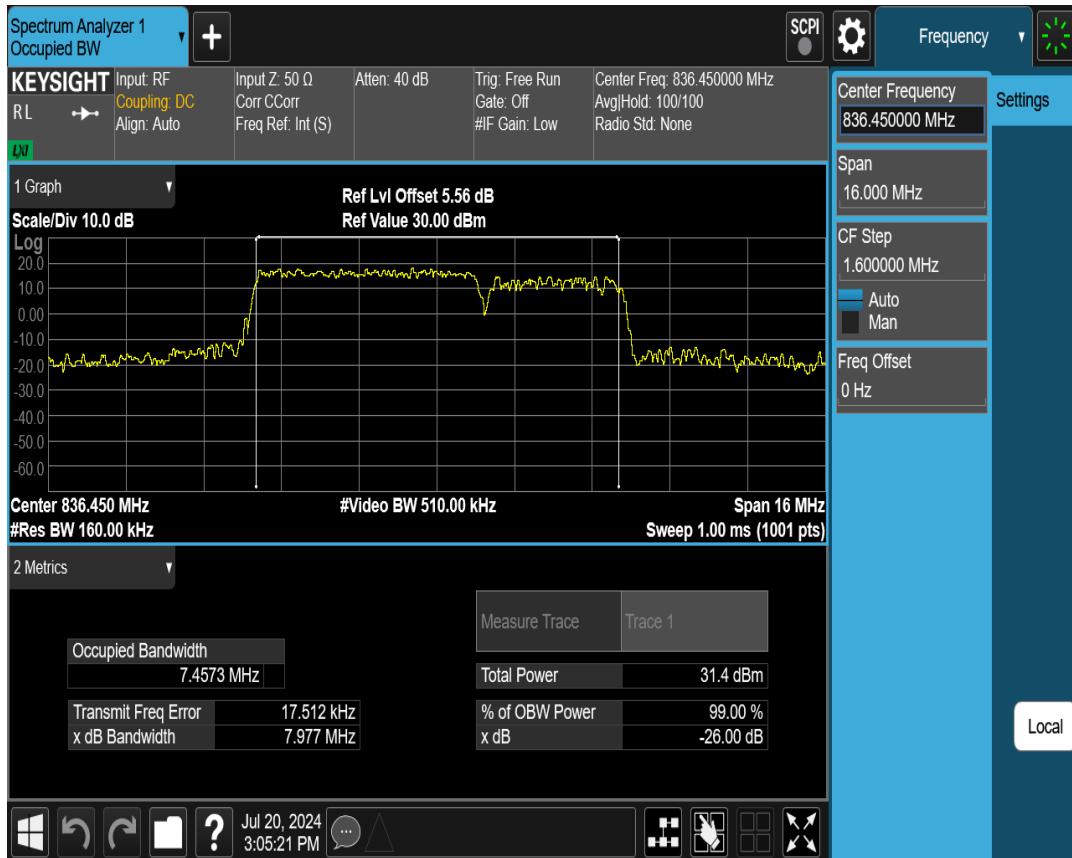 Spectrum Analyzer 1
Occupied BW
+
SCPI
Frequency
KEYSIGHT
R L
LXI
Input: RF
Coupling: DC
Align: Auto
Input Z: 50 Ω
Corr CCorr
Freq Ref: Int (S)
Atten: 40 dB
Trig: Free Run
Gate: Off
#IF Gain: Low
Center Freq: 836.450000 MHz
Avg|Hold: 100/100
Radio Std: None
Center Frequency
836.450000 MHz
Settings
Span
16.000 MHz
CF Step
1.600000 MHz
Auto
Man
Freq Offset
0 Hz
Local
1 Graph
Scale/Div 10.0 dB
Ref Lvl Offset 5.56 dB
Ref Value 30.00 dBm
Log
20.0
10.0
0.00
-10.0
-20.0
-30.0
-40.0
-50.0
-60.0
Center 836.450 MHz
#Video BW 510.00 kHz
Span 16 MHz
#Res BW 160.00 kHz
Sweep 1.00 ms (1001 pts)
2 Metrics
Measure Trace
Trace 1
Occupied Bandwidth
7.4573 MHz
Total Power
31.4 dBm
Transmit Freq Error
17.512 kHz
% of OBW Power
99.00 %
x dB Bandwidth
7.977 MHz
x dB
-26.00 dB
?
Jul 20, 2024
3:05:21 PM